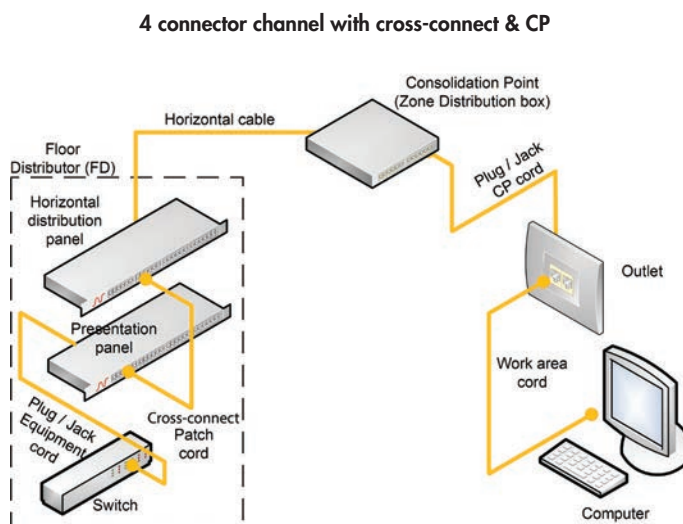 4 connector channel with cross-connect & CP
Consolidation Point
(Zone Distribution box)
Horizontal cable
Floor
Distributor (FD)
Plug / Jack
CP cord
Horizontal
distribution
panel
Outlet
Presentation
panel
Work area
cord
Plug / Jack
Equipment
cord
Cross-connect
Patch
cord
Switch
Computer